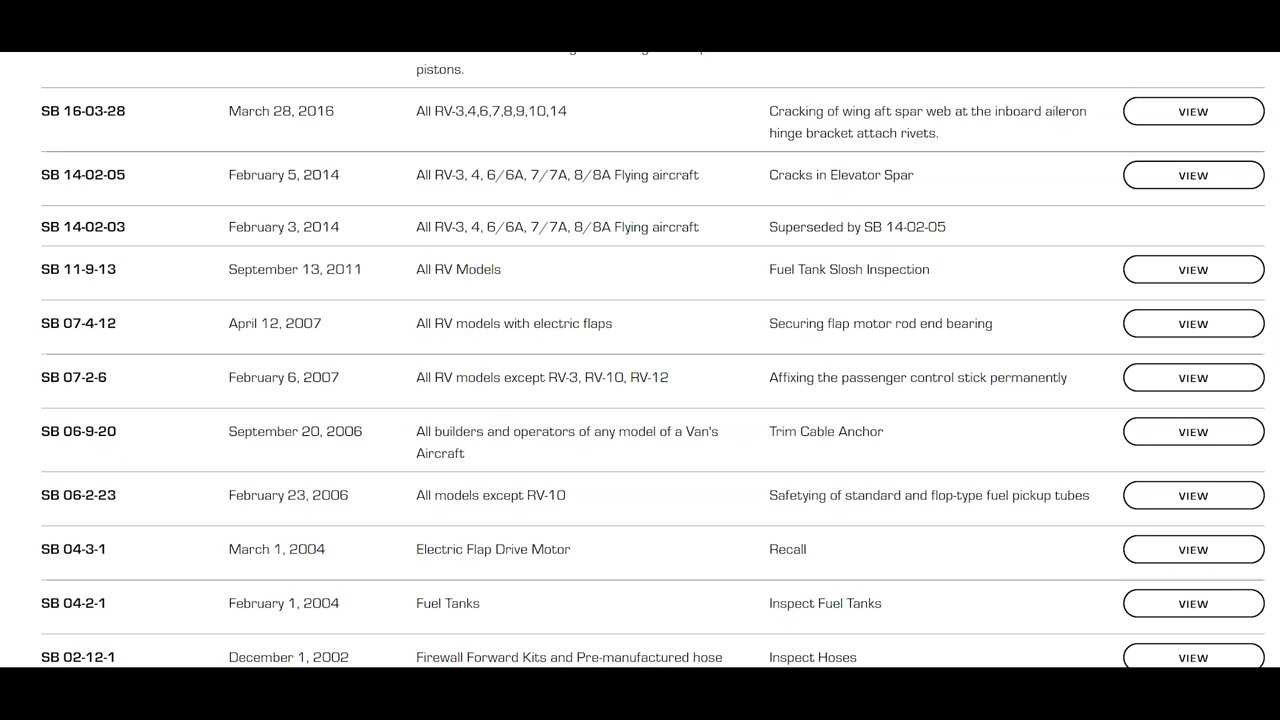 pistons.
SB 16-03-28 March 28, 2016 All RV-3,4,6,7,8,9,10,14 Cracking of wing aft spar web at the inboard aileron VIEW
hinge bracket attach rivets.
SB 14-02-05 February 5, 2014 All RV-3, 4, 6/6A, 7/7A, 8/8A Flying aircraft Cracks in Elevator Spar VIEW
SB 14-02-03 February 3, 2014 All RV-3, 4, 6/6A, 7/7A, 8/8A Flying aircraft Superseded by SB 14-02-05
SB 11-9-13 September 13, 2011 All RV Models Fuel Tank Slosh Inspection VIEW
SB 07-4-12 April 12, 2007 All RV models with electric flaps Securing flap motor rod end bearing VIEW
SB 07-2-6 February 6, 2007 All RV models except RV-3, RV-10, RV-12 Affixing the passenger control stick permanently VIEW
SB 06-9-20 September 20, 2006 All builders and operators of any model of a Van's Trim Cable Anchor VIEW
Aircraft
SB 06-2-23 February 23, 2006 All models except RV-10 Safetying of standard and flop-type fuel pickup tubes VIEW
SB 04-3-1 March 1, 2004 Electric Flap Drive Motor Recall VIEW
SB 04-2-1 February 1, 2004 Fuel Tanks Inspect Fuel Tanks VIEW
SB 02-12-1 December 1, 2002 Firewall Forward Kits and Pre-manufactured hose Inspect Hoses VIEW